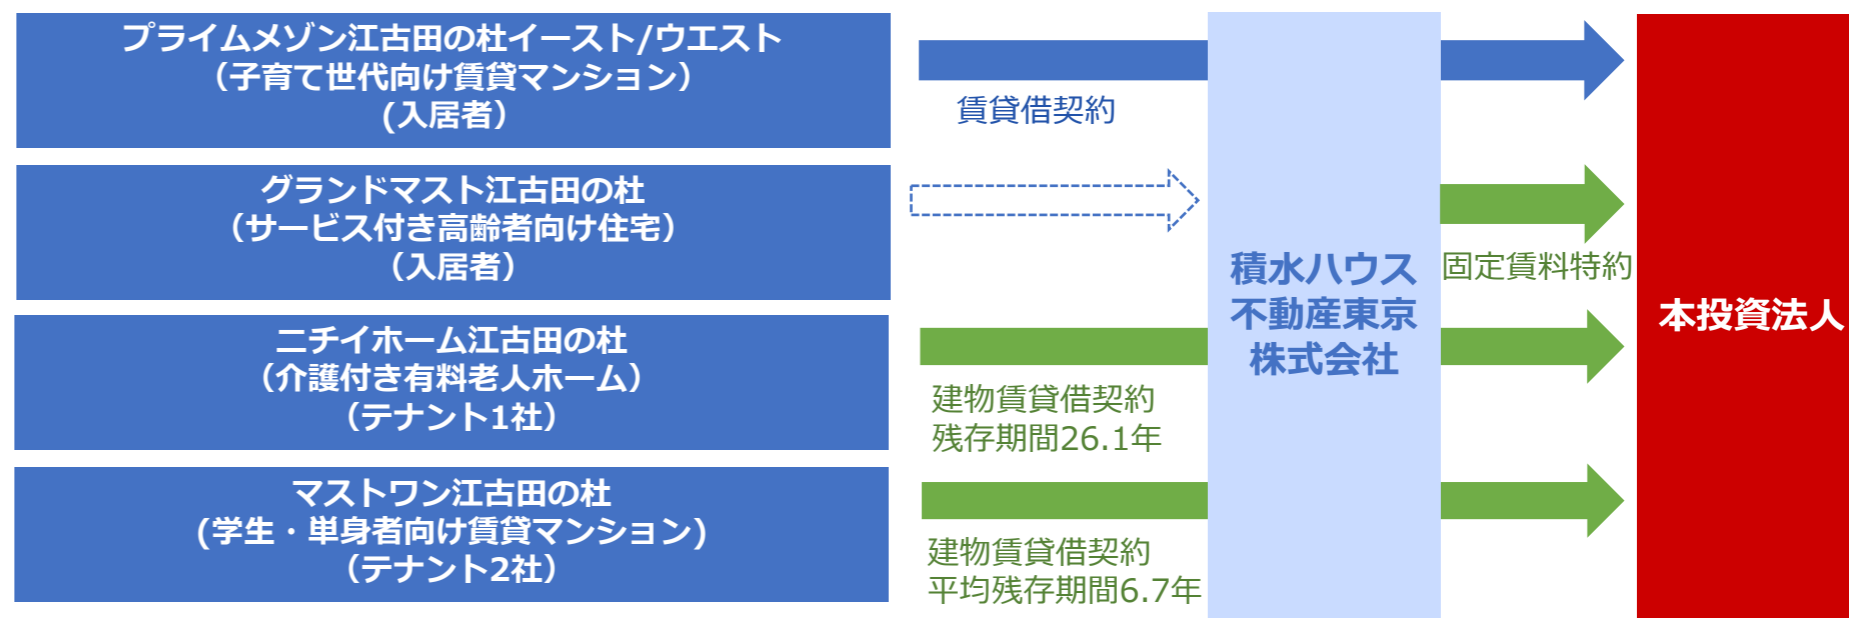 プライムメゾン江古田の杜イースト/ウエスト
（子育て世代向け賃貸マンション）
(入居者）
賃貸借契約
グランドマスト江古田の杜
（サービス付き高齢者向け住宅）
（入居者）
固定賃料特約
積水ハウス
不動産東京
株式会社
本投資法人
ニチイホーム江古田の杜
（介護付き有料老人ホーム）
（テナント1社）
建物賃貸借契約
残存期間26.1年
マストワン江古田の杜
(学生・単身者向け賃貸マンション)
（テナント2社）
建物賃貸借契約
平均残存期間6.7年